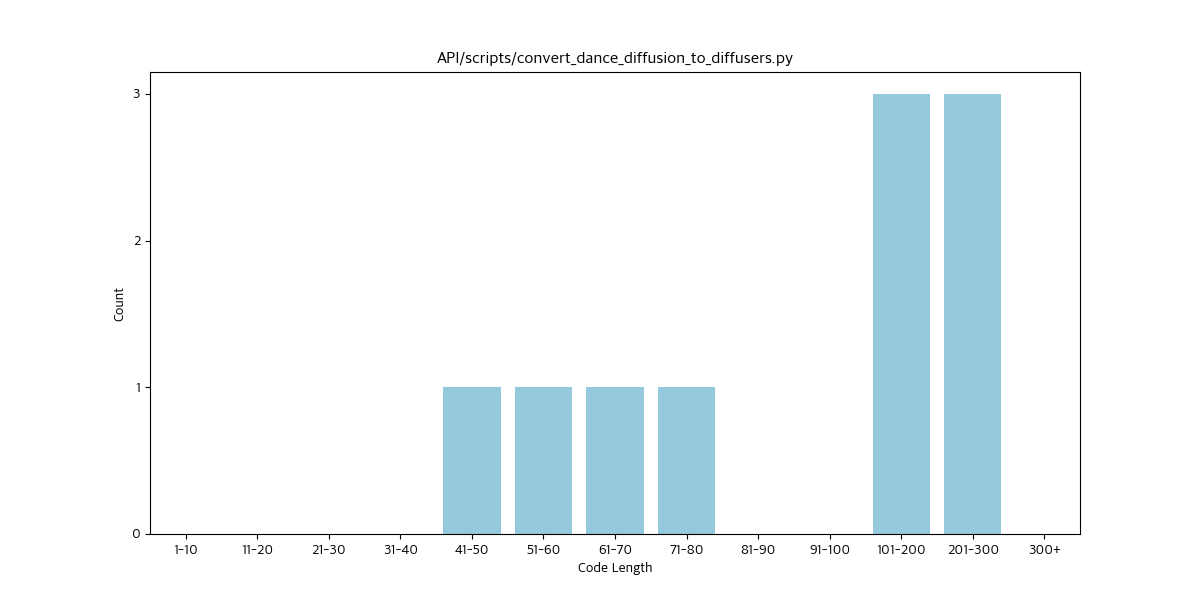 API/scripts/convert_dance_diffusion_to_diffusers.py
Count
3
2
1
0
1-10 11-20 21-30 31-40 41-50 51-60 61-70 71-80 81-90 91-100 101-200 201-300 300+
Code Length